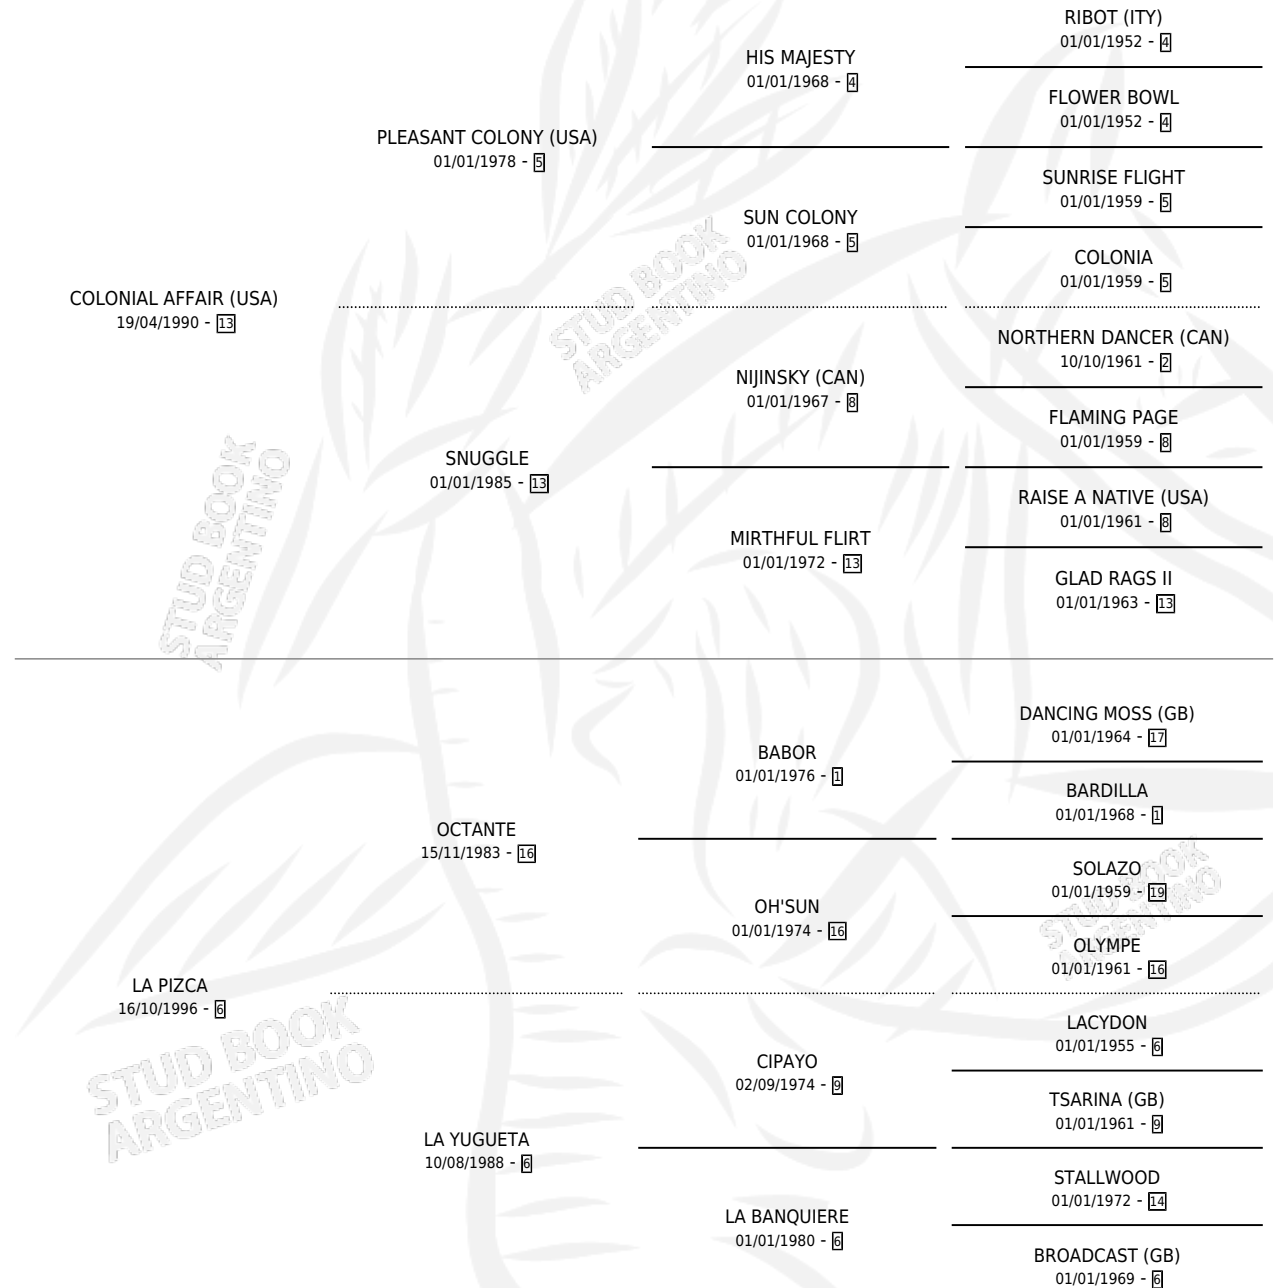 RIBOT (ITY)
01/01/1952 - 4
HIS MAJESTY
01/01/1968 - 4
FLOWER BOWL
01/01/1952 - 4
PLEASANT COLONY (USA)
01/01/1978 - 5
SUNRISE FLIGHT
01/01/1959 - 5
SUN COLONY
01/01/1968 - 5
COLONIA
01/01/1959 - 5
COLONIAL AFFAIR (USA)
19/04/1990 - 13
STUD BOOK
ARGENTINO
NORTHERN DANCER (CAN)
10/10/1961 - 2
NIJINSKY (CAN)
01/01/1967 - 8
FLAMING PAGE
01/01/1959 - 8
SNUGGLE
01/01/1985 - 13
RAISE A NATIVE (USA)
01/01/1961 - 8
MIRTHFUL FLIRT
01/01/1972 - 13
GLAD RAGS II
01/01/1963 - 13
STUD BOOK
ARGENTINO
DANCING MOSS (GB)
01/01/1964 - 17
BABOR
01/01/1976 - 1
BARDILLA
01/01/1968 - 1
OCTANTE
15/11/1983 - 16
SOLAZO
01/01/1959 - 19
OH'SUN
01/01/1974 - 16
OLYMPE
01/01/1961 - 16
STUD BOOK
ARGENTINO
LA PIZCA
16/10/1996 - 6
LACYDON
01/01/1955 - 6
CIPAYO
02/09/1974 - 9
TSARINA (GB)
01/01/1961 - 9
STUD BOOK
ARGENTINO
LA YUGUETA
10/08/1988 - 6
STALLWOOD
01/01/1972 - 14
LA BANQUIERE
01/01/1980 - 6
BROADCAST (GB)
01/01/1969 - 6